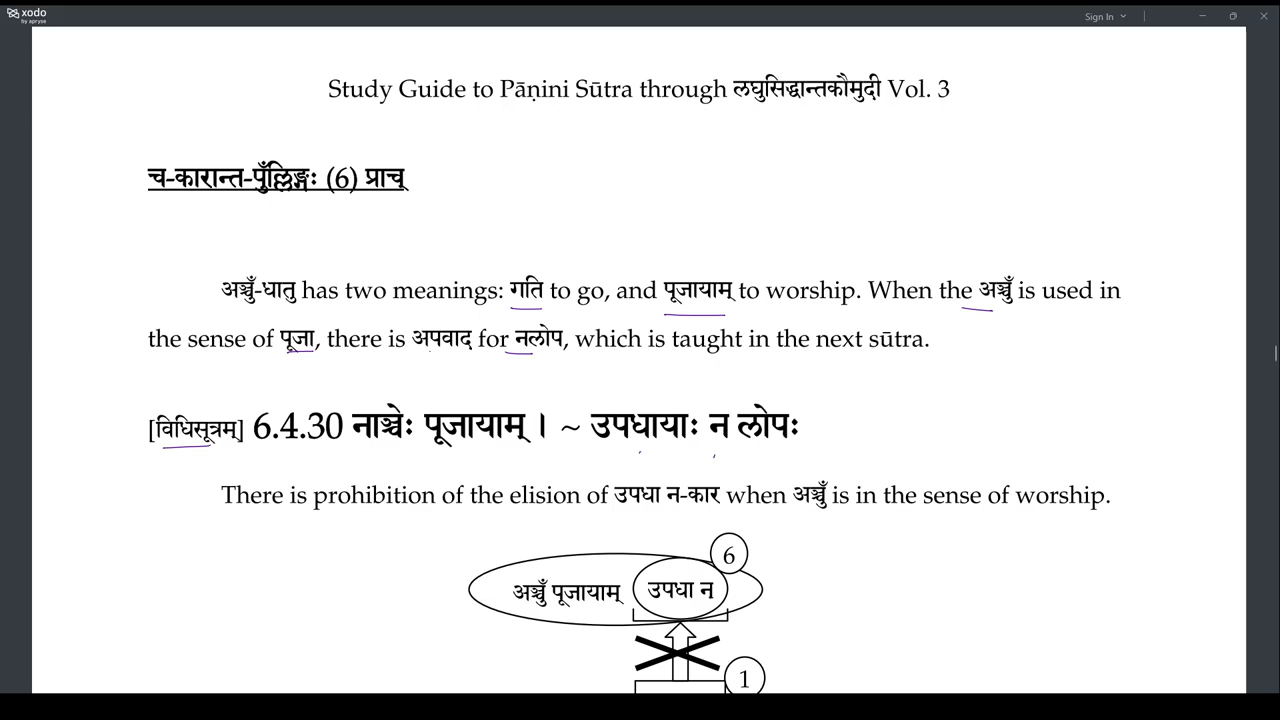 xodo
by apryse
Sign In
Study Guide to Pāṇini Sūtra through लघुसिद्धान्तकौमुदी Vol. 3
च-कारान्त-पुँल्लिङ्गः (6) प्राच्
अञ्चुँ-धातु has two meanings: गति to go, and पूजायाम् to worship. When the अञ्चुँ is used in
the sense of पूजा, there is अपवाद for नलोप, which is taught in the next sūtra.
[विधिसूत्रम्] 6.4.30 नाञ्चेः पूजायाम् । ~ उपधायाः न लोपः
There is prohibition of the elision of उपधा न-कार when अञ्चुँ is in the sense of worship.
6
अञ्चुँ पूजायाम् उपधा न्
1